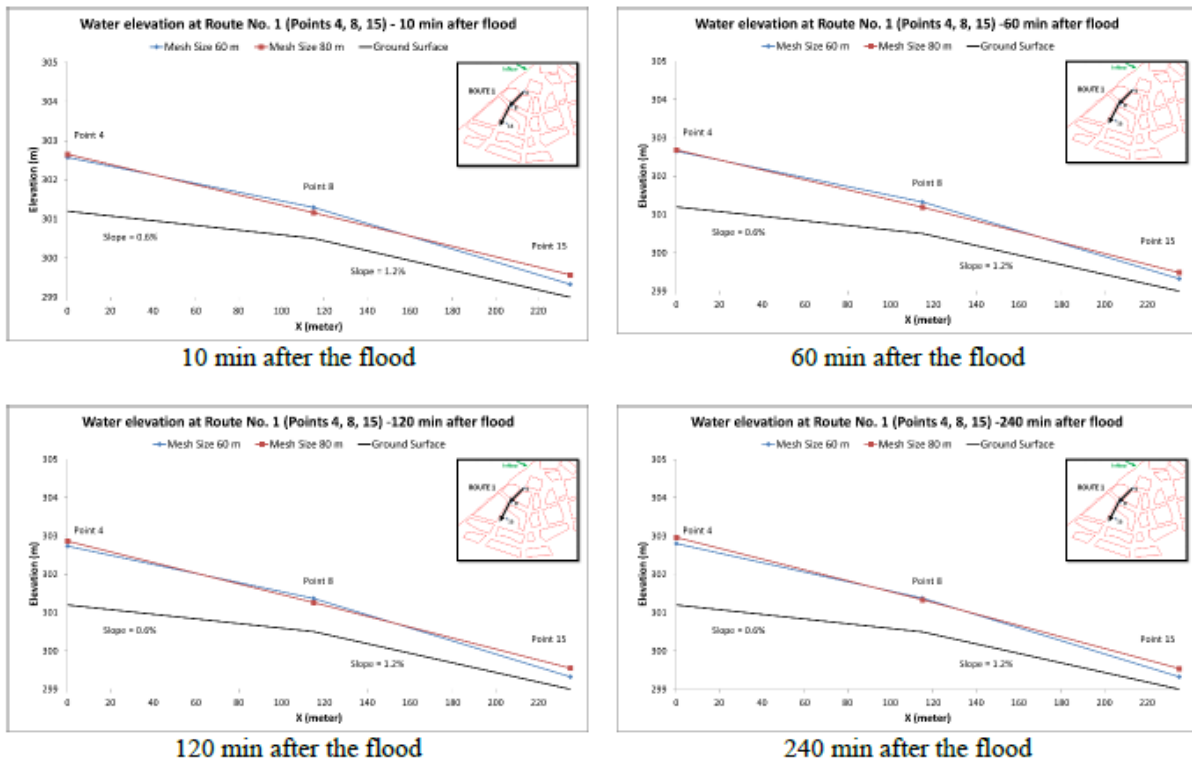 Water elevation at Route No. 1 (Points 4, 8, 15) - 10 min after flood
Mesh Size 60 m Mesh Size 80 m Ground Surface
305
304
303
302
301
300
299
Elevation (m)
Point 4
Point 8
Point 15
Slope = 0.6%
Slope = 1.2%
ROUTE 1
0 20 40 60 80 100 120 140 160 180 200 220
X (meter)
10 min after the flood
Water elevation at Route No. 1 (Points 4, 8, 15) -60 min after flood
Mesh Size 60 m Mesh Size 80 m Ground Surface
305
304
303
302
301
300
299
Elevation (m)
Point 4
Point 8
Point 15
Slope = 0.6%
Slope = 1.2%
ROUTE 1
0 20 40 60 80 100 120 140 160 180 200 220
X (meter)
60 min after the flood
Water elevation at Route No. 1 (Points 4, 8, 15) -120 min after flood
Mesh Size 60 m Mesh Size 80 m Ground Surface
305
304
303
302
301
300
299
Elevation (m)
Point 4
Point 8
Point 15
Slope = 0.6%
Slope = 1.2%
ROUTE 1
0 20 40 60 80 100 120 140 160 180 200 220
X (meter)
120 min after the flood
Water elevation at Route No. 1 (Points 4, 8, 15) -240 min after flood
Mesh Size 60 m Mesh Size 80 m Ground Surface
305
304
303
302
301
300
299
Elevation (m)
Point 4
Point 8
Point 15
Slope = 0.6%
Slope = 1.2%
ROUTE 1
0 20 40 60 80 100 120 140 160 180 200 220
X (meter)
240 min after the flood